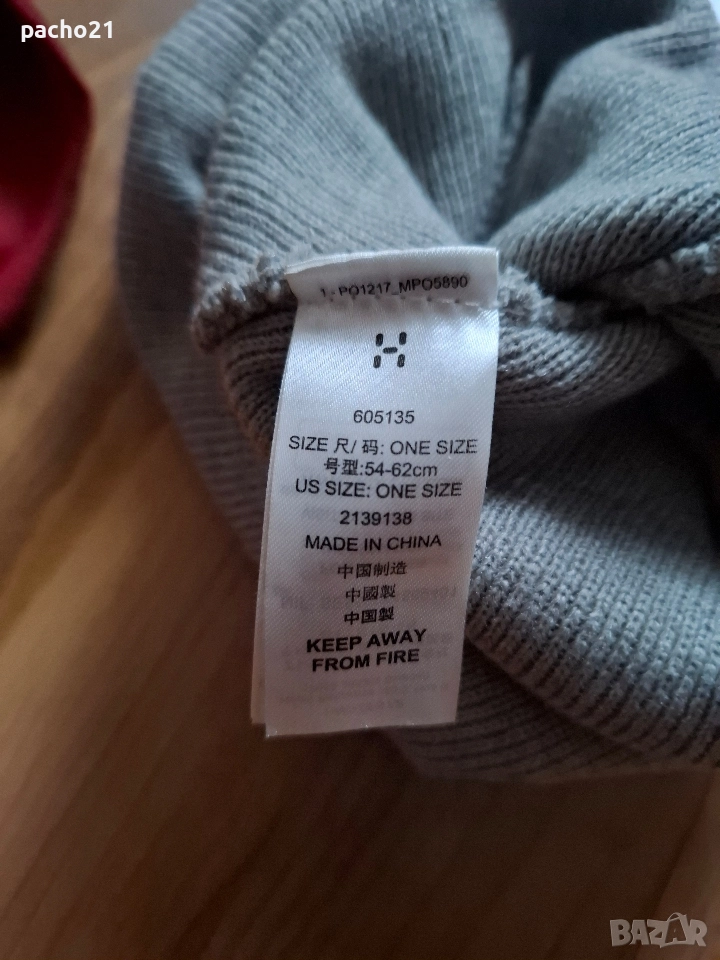 pacho21
1 - PO1217_MPO5890
605135
SIZE 尺/ 码: ONE SIZE
号型:54-62cm
US SIZE: ONE SIZE
2139138
MADE IN CHINA
中国制造
中國製
中国製
KEEP AWAY
FROM FIRE
BAZAR